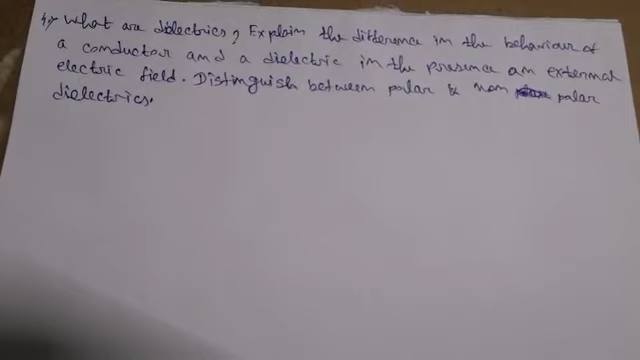 4) What are dielectrics, Explain the difference in the behaviour of
a conductor and a dielectric in the presence an external
electric field. Distinguish between polar & non polar
dielectrics.